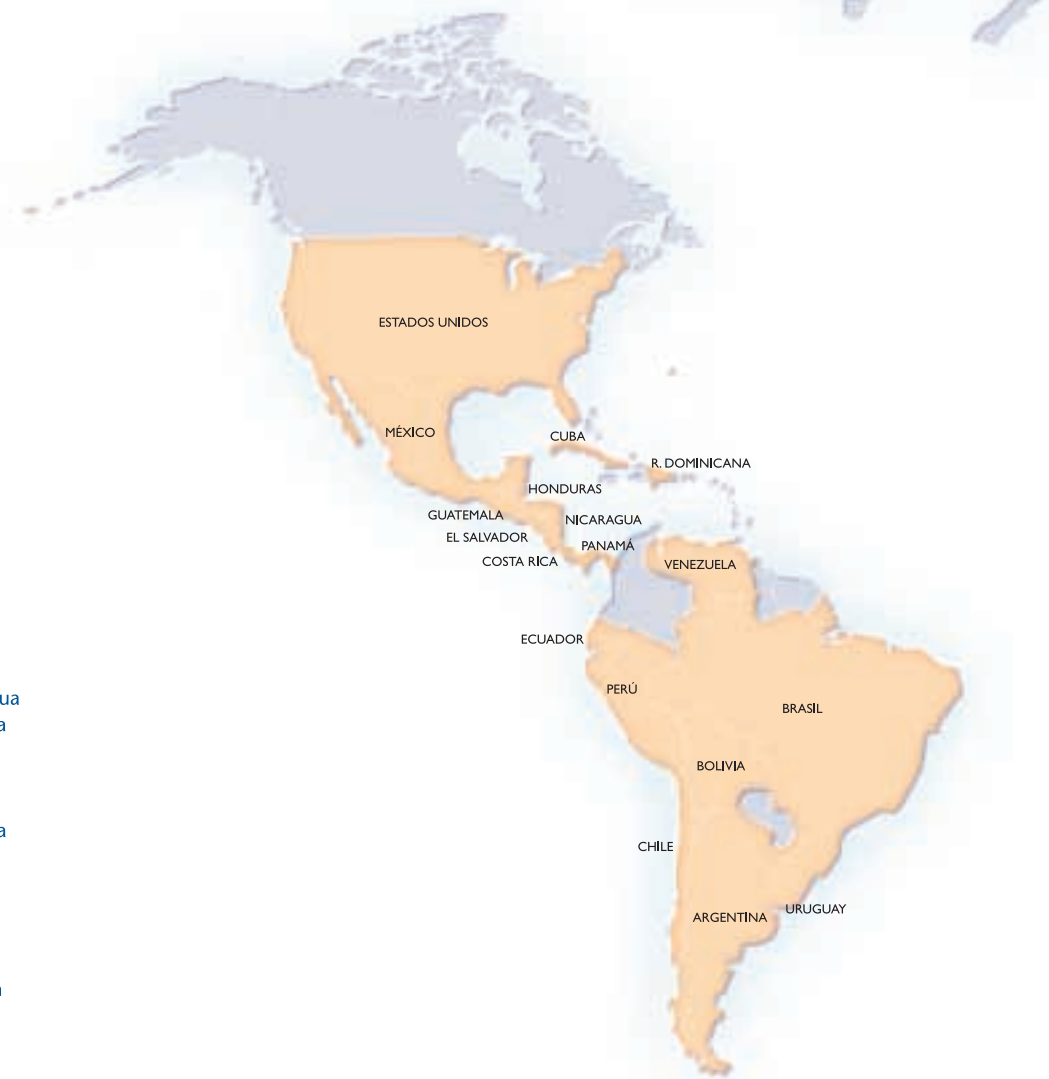 ESTADOS UNIDOS
MÉXICO
CUBA
R. DOMINICANA
HONDURAS
GUATEMALA
NICARAGUA
EL SALVADOR
PANAMÁ
COSTA RICA
VENEZUELA
ECUADOR
PERÚ
BRASIL
BOLIVIA
CHILE
ARGENTINA
URUGUAY